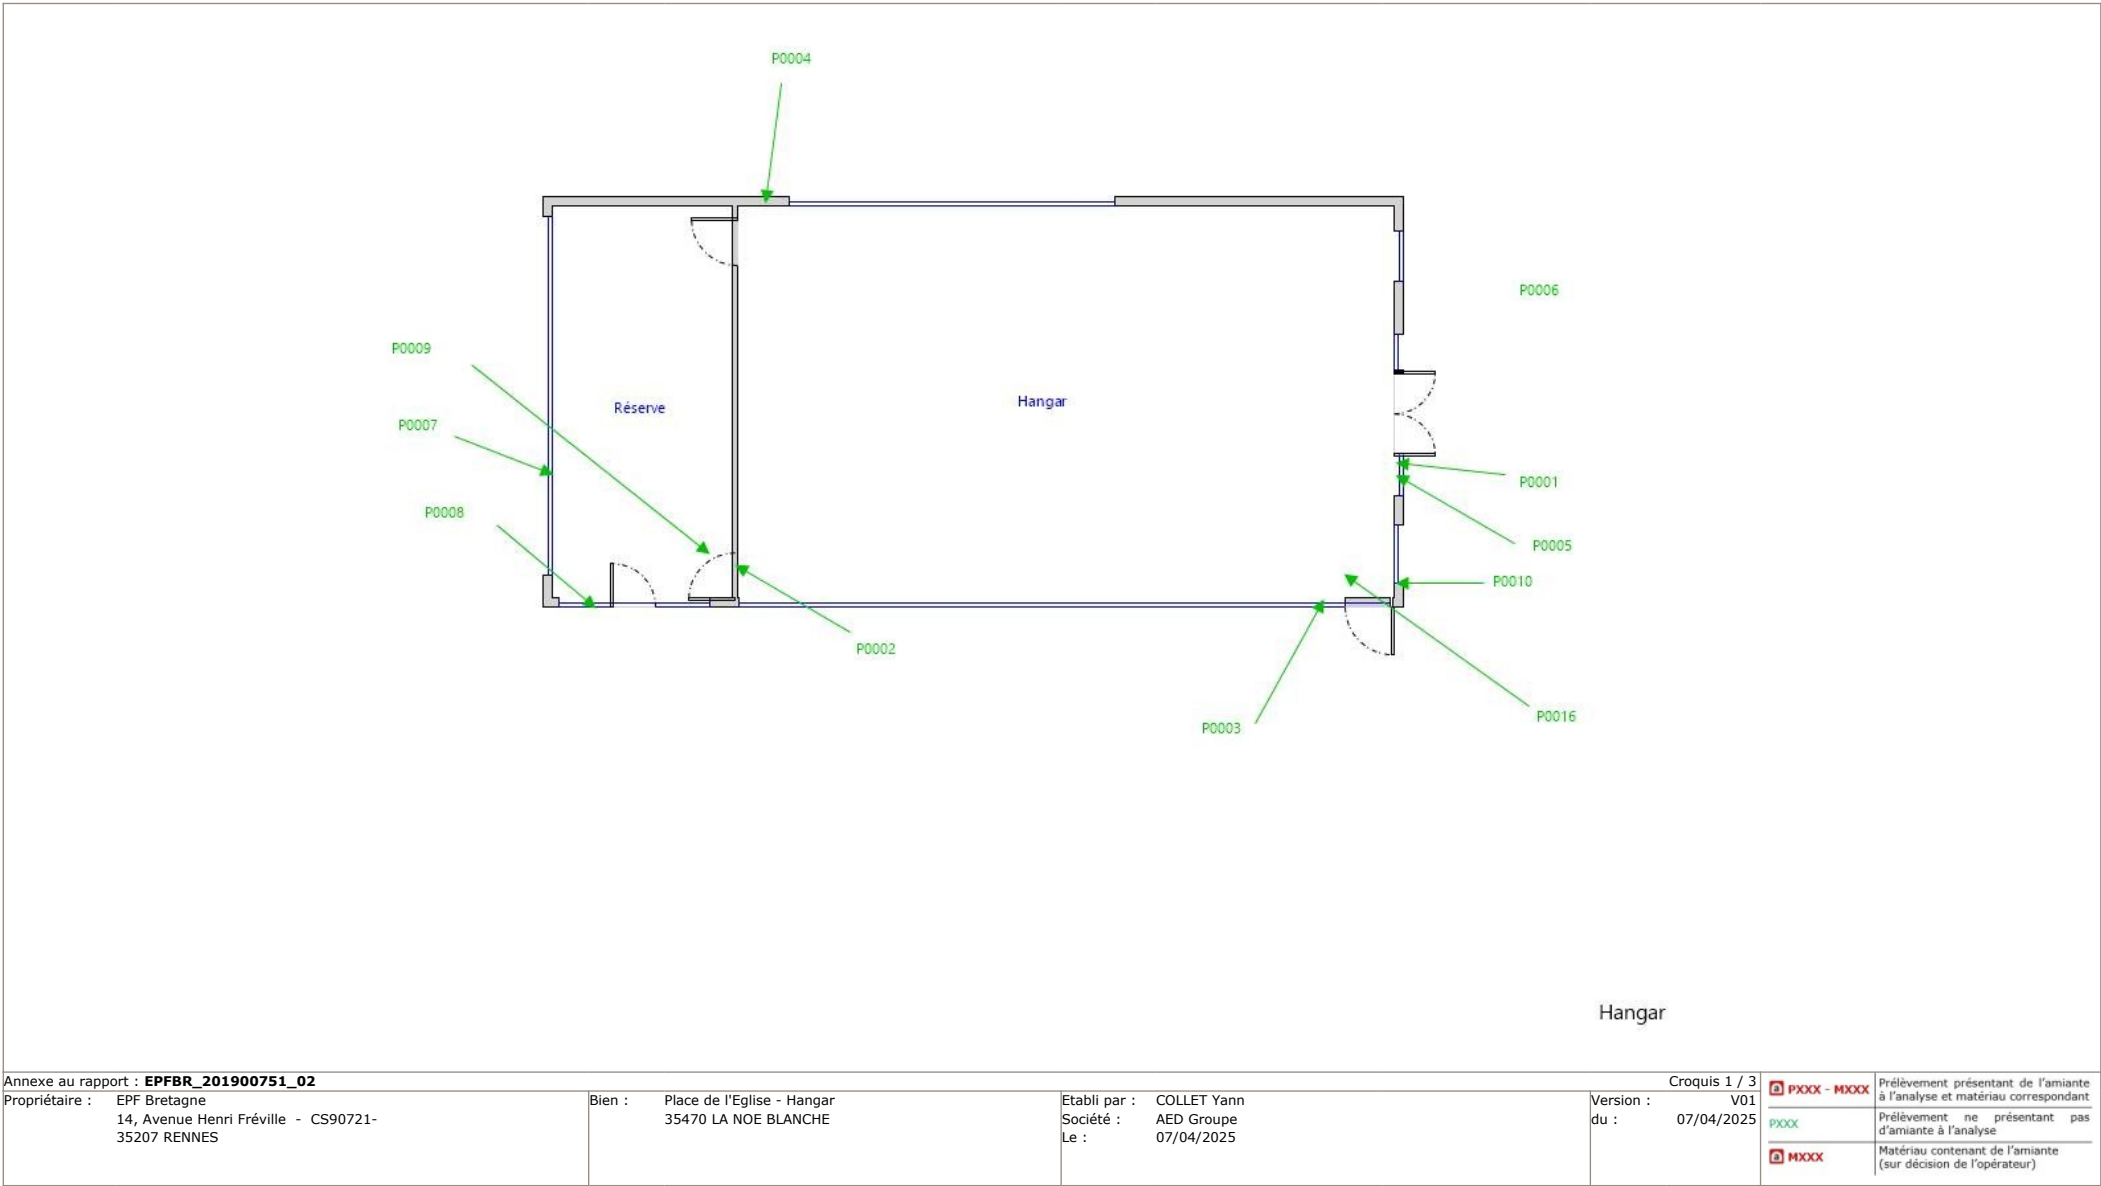 P0004
P0006
P0009
Réserve
Hangar
P0007
P0001
P0008
P0005
P0010
P0002
P0016
P0003
Hangar
Annexe au rapport : EPFBR_201900751_02
Croquis 1 / 3
Propriétaire : EPF Bretagne
14, Avenue Henri Fréville - CS90721-
35207 RENNES
Bien : Place de l'Eglise - Hangar
35470 LA NOE BLANCHE
Etabli par : COLLET Yann
Société : AED Groupe
Le : 07/04/2025
Version : V01
du : 07/04/2025
a PXXX - MXXX Prélèvement présentant de l'amiante
à l'analyse et matériau correspondant
PXXX Prélèvement ne présentant pas
d'amiante à l'analyse
a MXXX Matériau contenant de l'amiante
(sur décision de l'opérateur)